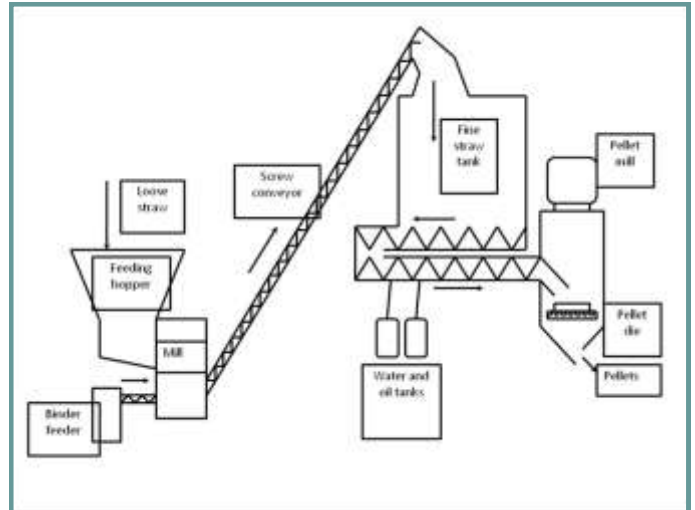 Loose
straw
Feeding
hopper
Mill
Binder
feeder
Screw
conveyor
Fine
straw
tank
Water and
oil tanks
Pellet
mill
Pellet
die
Pellets